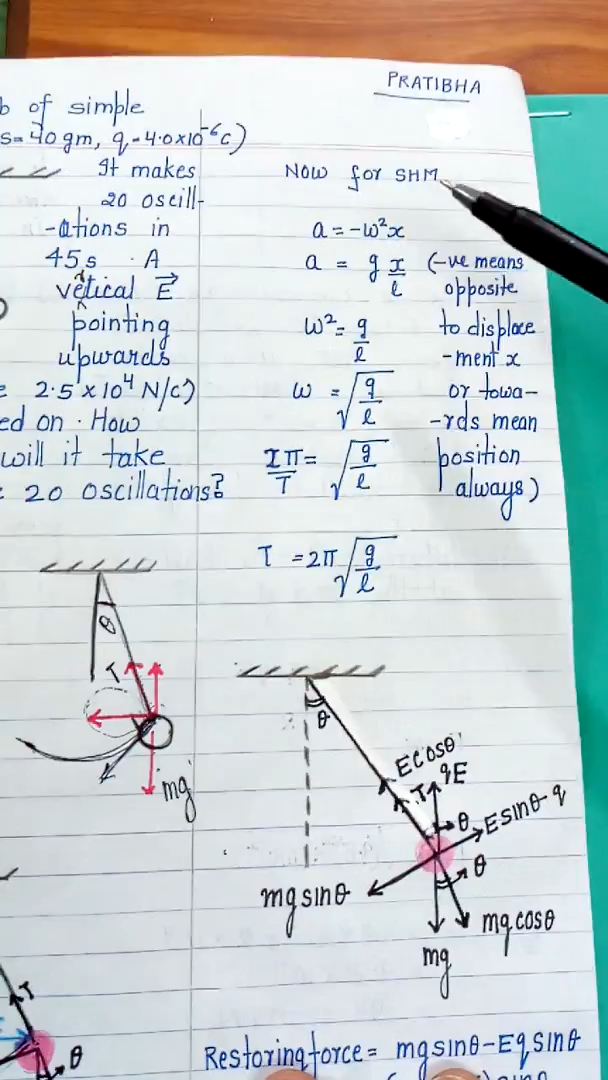 PRATIBHA
b of simple
s=40gm, q-4.0x10⁻⁶c)
It makes
20 oscill-
-ations in
45s . A
vetical E⃗
pointing
upwards
2.5x10⁴ N/c)
ed on. How
will it take
20 oscillations?
θ
T
mg
T
θ
Now for SHM
a=-ω²x
a = g x/l (-ve means
opposite
ω²= g/l to displace
-ment x
ω = √g/l or towa-
-rds mean
2π/T = √g/l position
always)
T =2π√g/l
θ
Ecosθ
T qE
θ Esinθ-q
θ
mgsinθ
mgcosθ
mg
Restoring force = mgsinθ-Eqsinθ